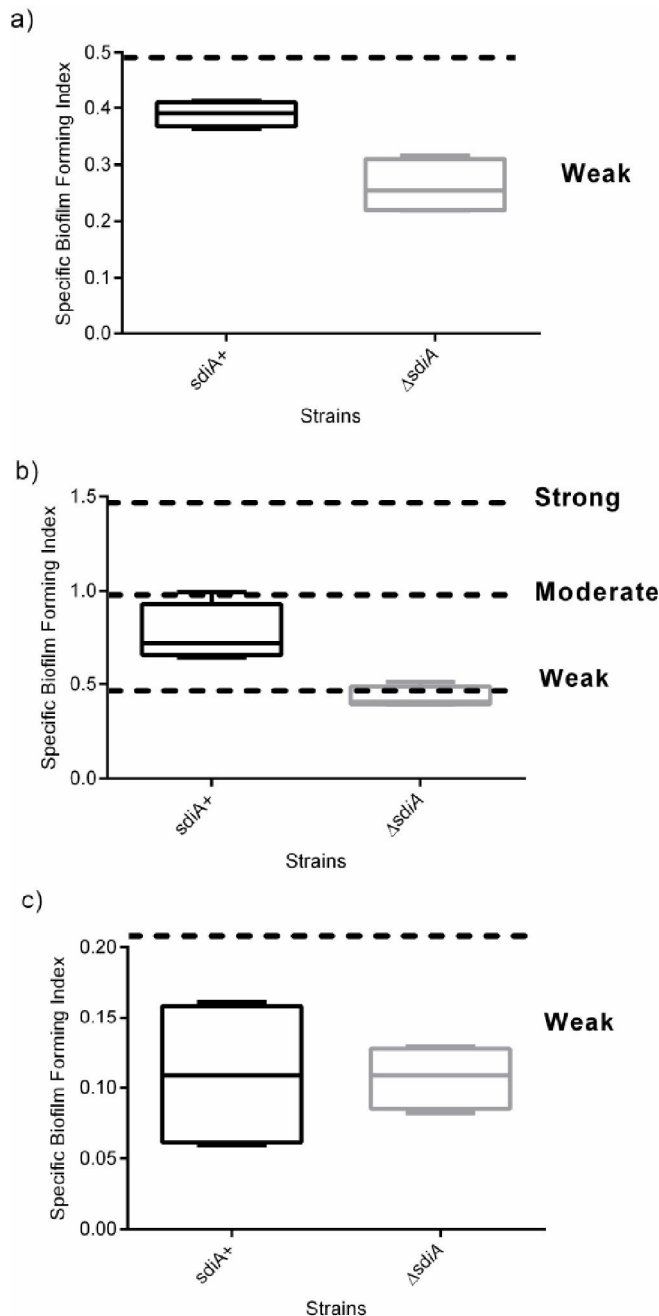 a)
Specific Biofilm Forming Index
0.5
0.4
0.3
0.2
0.1
0.0
Weak
sdiA+
ΔsdiA
Strains
b)
Specific Biofilm Forming Index
1.5
1.0
0.5
0.0
Strong
Moderate
Weak
sdiA+
ΔsdiA
Strains
c)
Specific Biofilm Forming Index
0.20
0.15
0.10
0.05
0.00
Weak
sdiA+
ΔsdiA
Strains